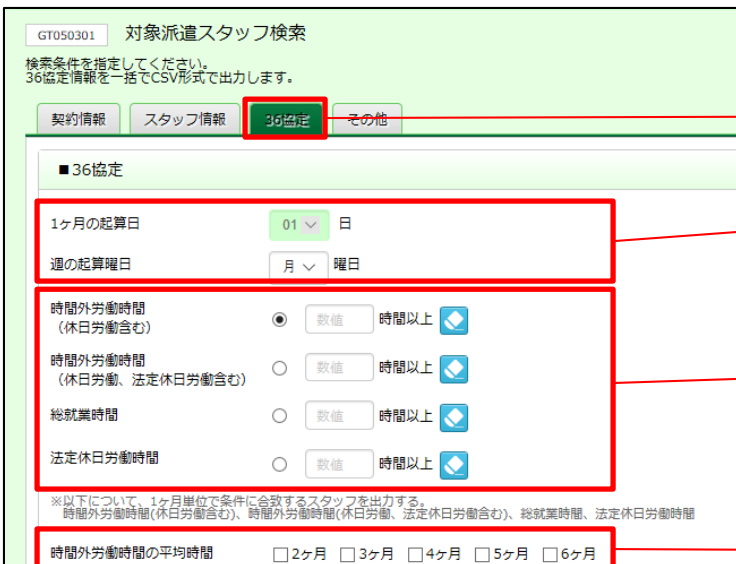 GT050301 対象派遣スタッフ検索
検索条件を指定してください。
36協定情報を一括でCSV形式で出力します。
契約情報 スタッフ情報 36協定 その他
■36協定
1ヶ月の起算日 01 日
週の起算曜日 月 曜日
時間外労働時間
（休日労働含む） 数値 時間以上
時間外労働時間
（休日労働、法定休日労働含む） 数値 時間以上
総就業時間 数値 時間以上
法定休日労働時間 数値 時間以上
※以下について、1ヶ月単位で条件に合致するスタッフを出力する。
時間外労働時間(休日労働含む)、時間外労働時間(休日労働、法定休日労働含む)、総就業時間、法定休日労働時間
時間外労働時間の平均時間 2ヶ月 3ヶ月 4ヶ月 5ヶ月 6ヶ月